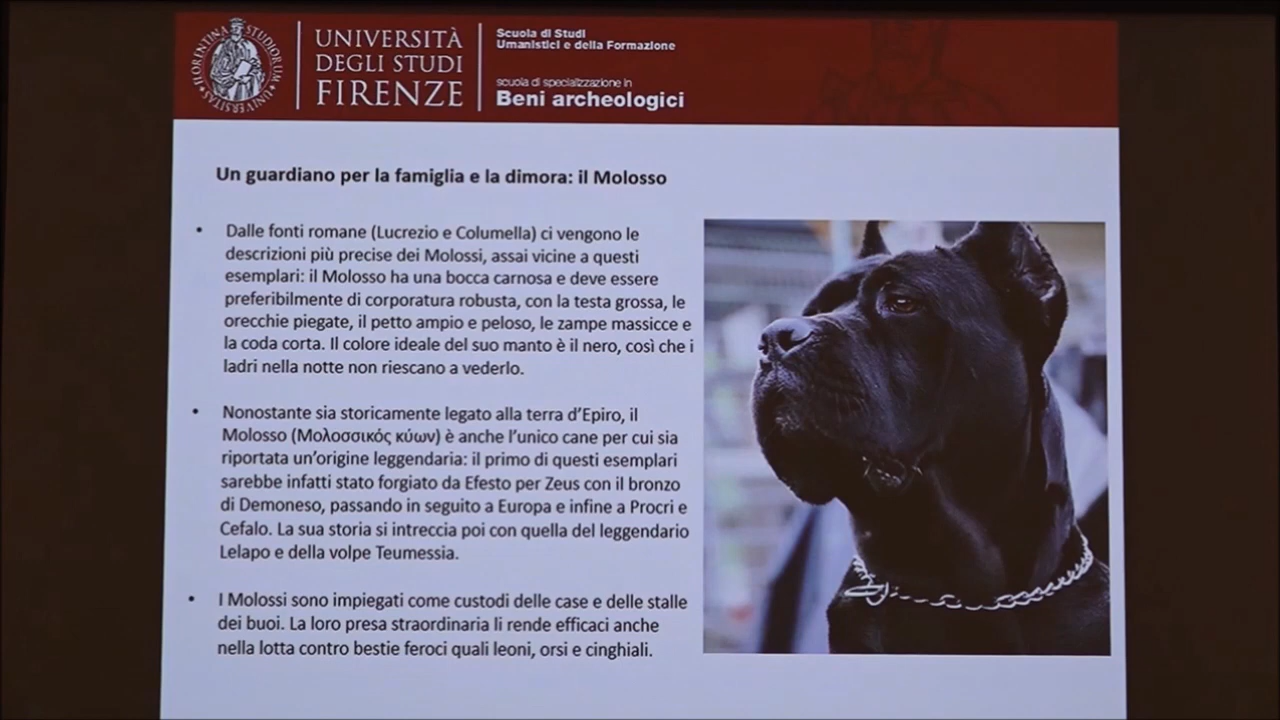 UNIVERSITÀ
DEGLI STUDI
FIRENZE
Scuola di Studi
Umanistici e della Formazione
scuola di specializzazione in
Beni archeologici
Un guardiano per la famiglia e la dimora: il Molosso
• Dalle fonti romane (Lucrezio e Columella) ci vengono le
descrizioni più precise dei Molossi, assai vicine a questi
esemplari: il Molosso ha una bocca carnosa e deve essere
preferibilmente di corporatura robusta, con la testa grossa, le
orecchie piegate, il petto ampio e peloso, le zampe massicce e
la coda corta. Il colore ideale del suo manto è il nero, così che i
ladri nella notte non riescano a vederlo.
• Nonostante sia storicamente legato alla terra d'Epiro, il
Molosso (Μολοσσικός κύων) è anche l'unico cane per cui sia
riportata un'origine leggendaria: il primo di questi esemplari
sarebbe infatti stato forgiato da Efesto per Zeus con il bronzo
di Demoneso, passando in seguito a Europa e infine a Procri e
Cefalo. La sua storia si intreccia poi con quella del leggendario
Lelapo e della volpe Teumessia.
• I Molossi sono impiegati come custodi delle case e delle stalle
dei buoi. La loro presa straordinaria li rende efficaci anche
nella lotta contro bestie feroci quali leoni, orsi e cinghiali.